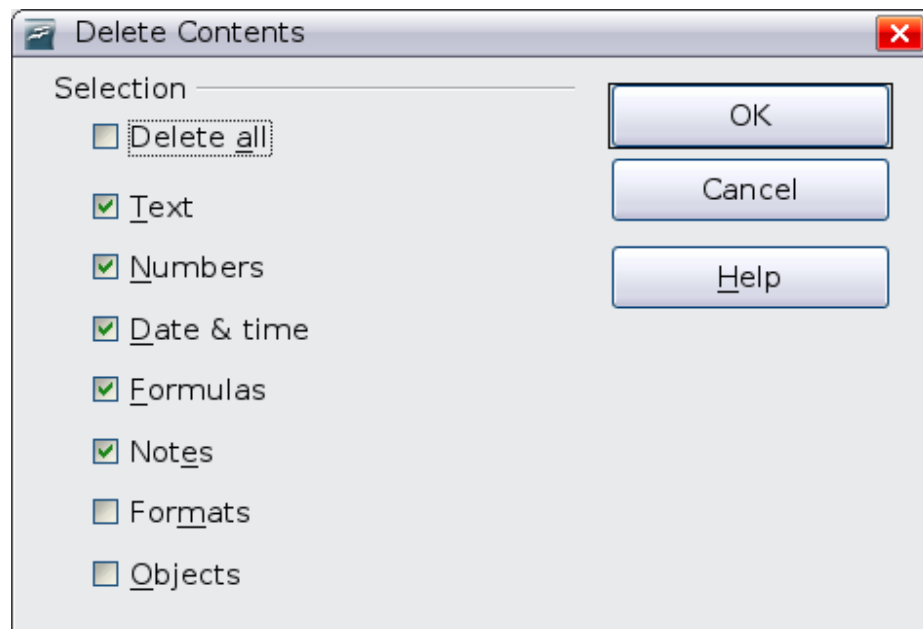 Delete Contents
Selection
Delete all
Text
Numbers
Date & time
Formulas
Notes
Formats
Objects
OK
Cancel
Help